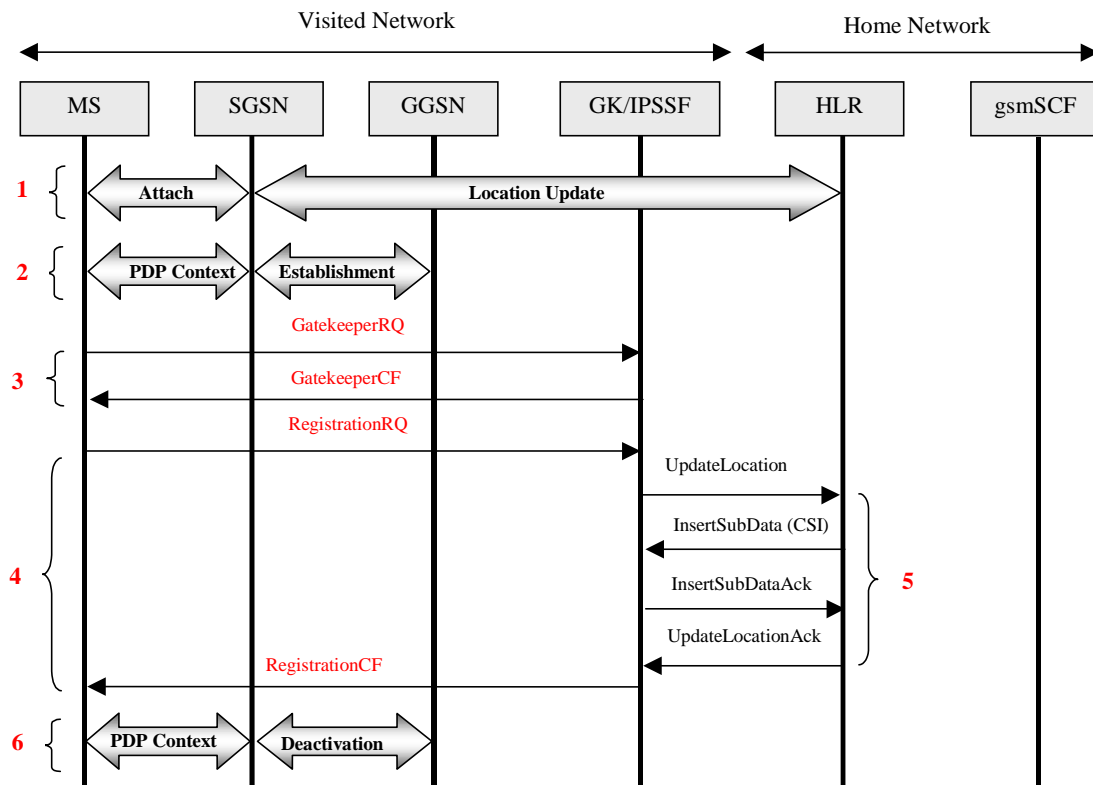 Visited Network
Home Network
MS
SGSN
GGSN
GK/IPSSF
HLR
gsmSCF
1
Attach
Location Update
2
PDP Context
Establishment
GatekeeperRQ
3
GatekeeperCF
RegistrationRQ
UpdateLocation
InsertSubData (CSI)
4
5
InsertSubDataAck
UpdateLocationAck
RegistrationCF
6
PDP Context
Deactivation